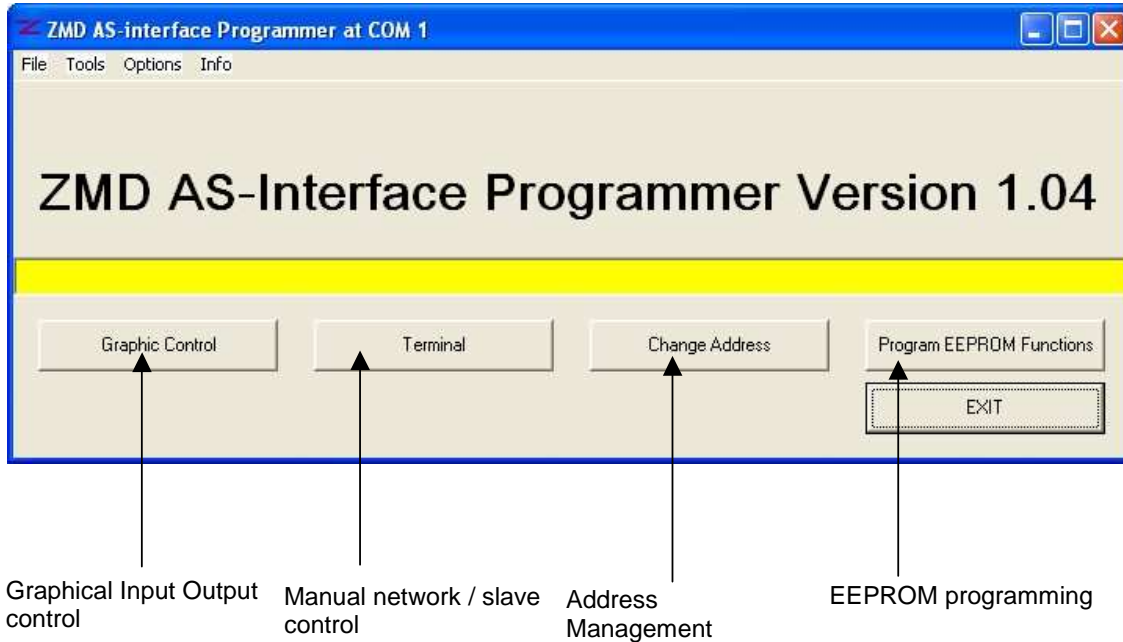 ZMD AS-interface Programmer at COM 1
File Tools Options Info
ZMD AS-Interface Programmer Version 1.04
Graphic Control
Terminal
Change Address
Program EEPROM Functions
EXIT
Graphical Input Output
control
Manual network / slave
control
Address
Management
EEPROM programming